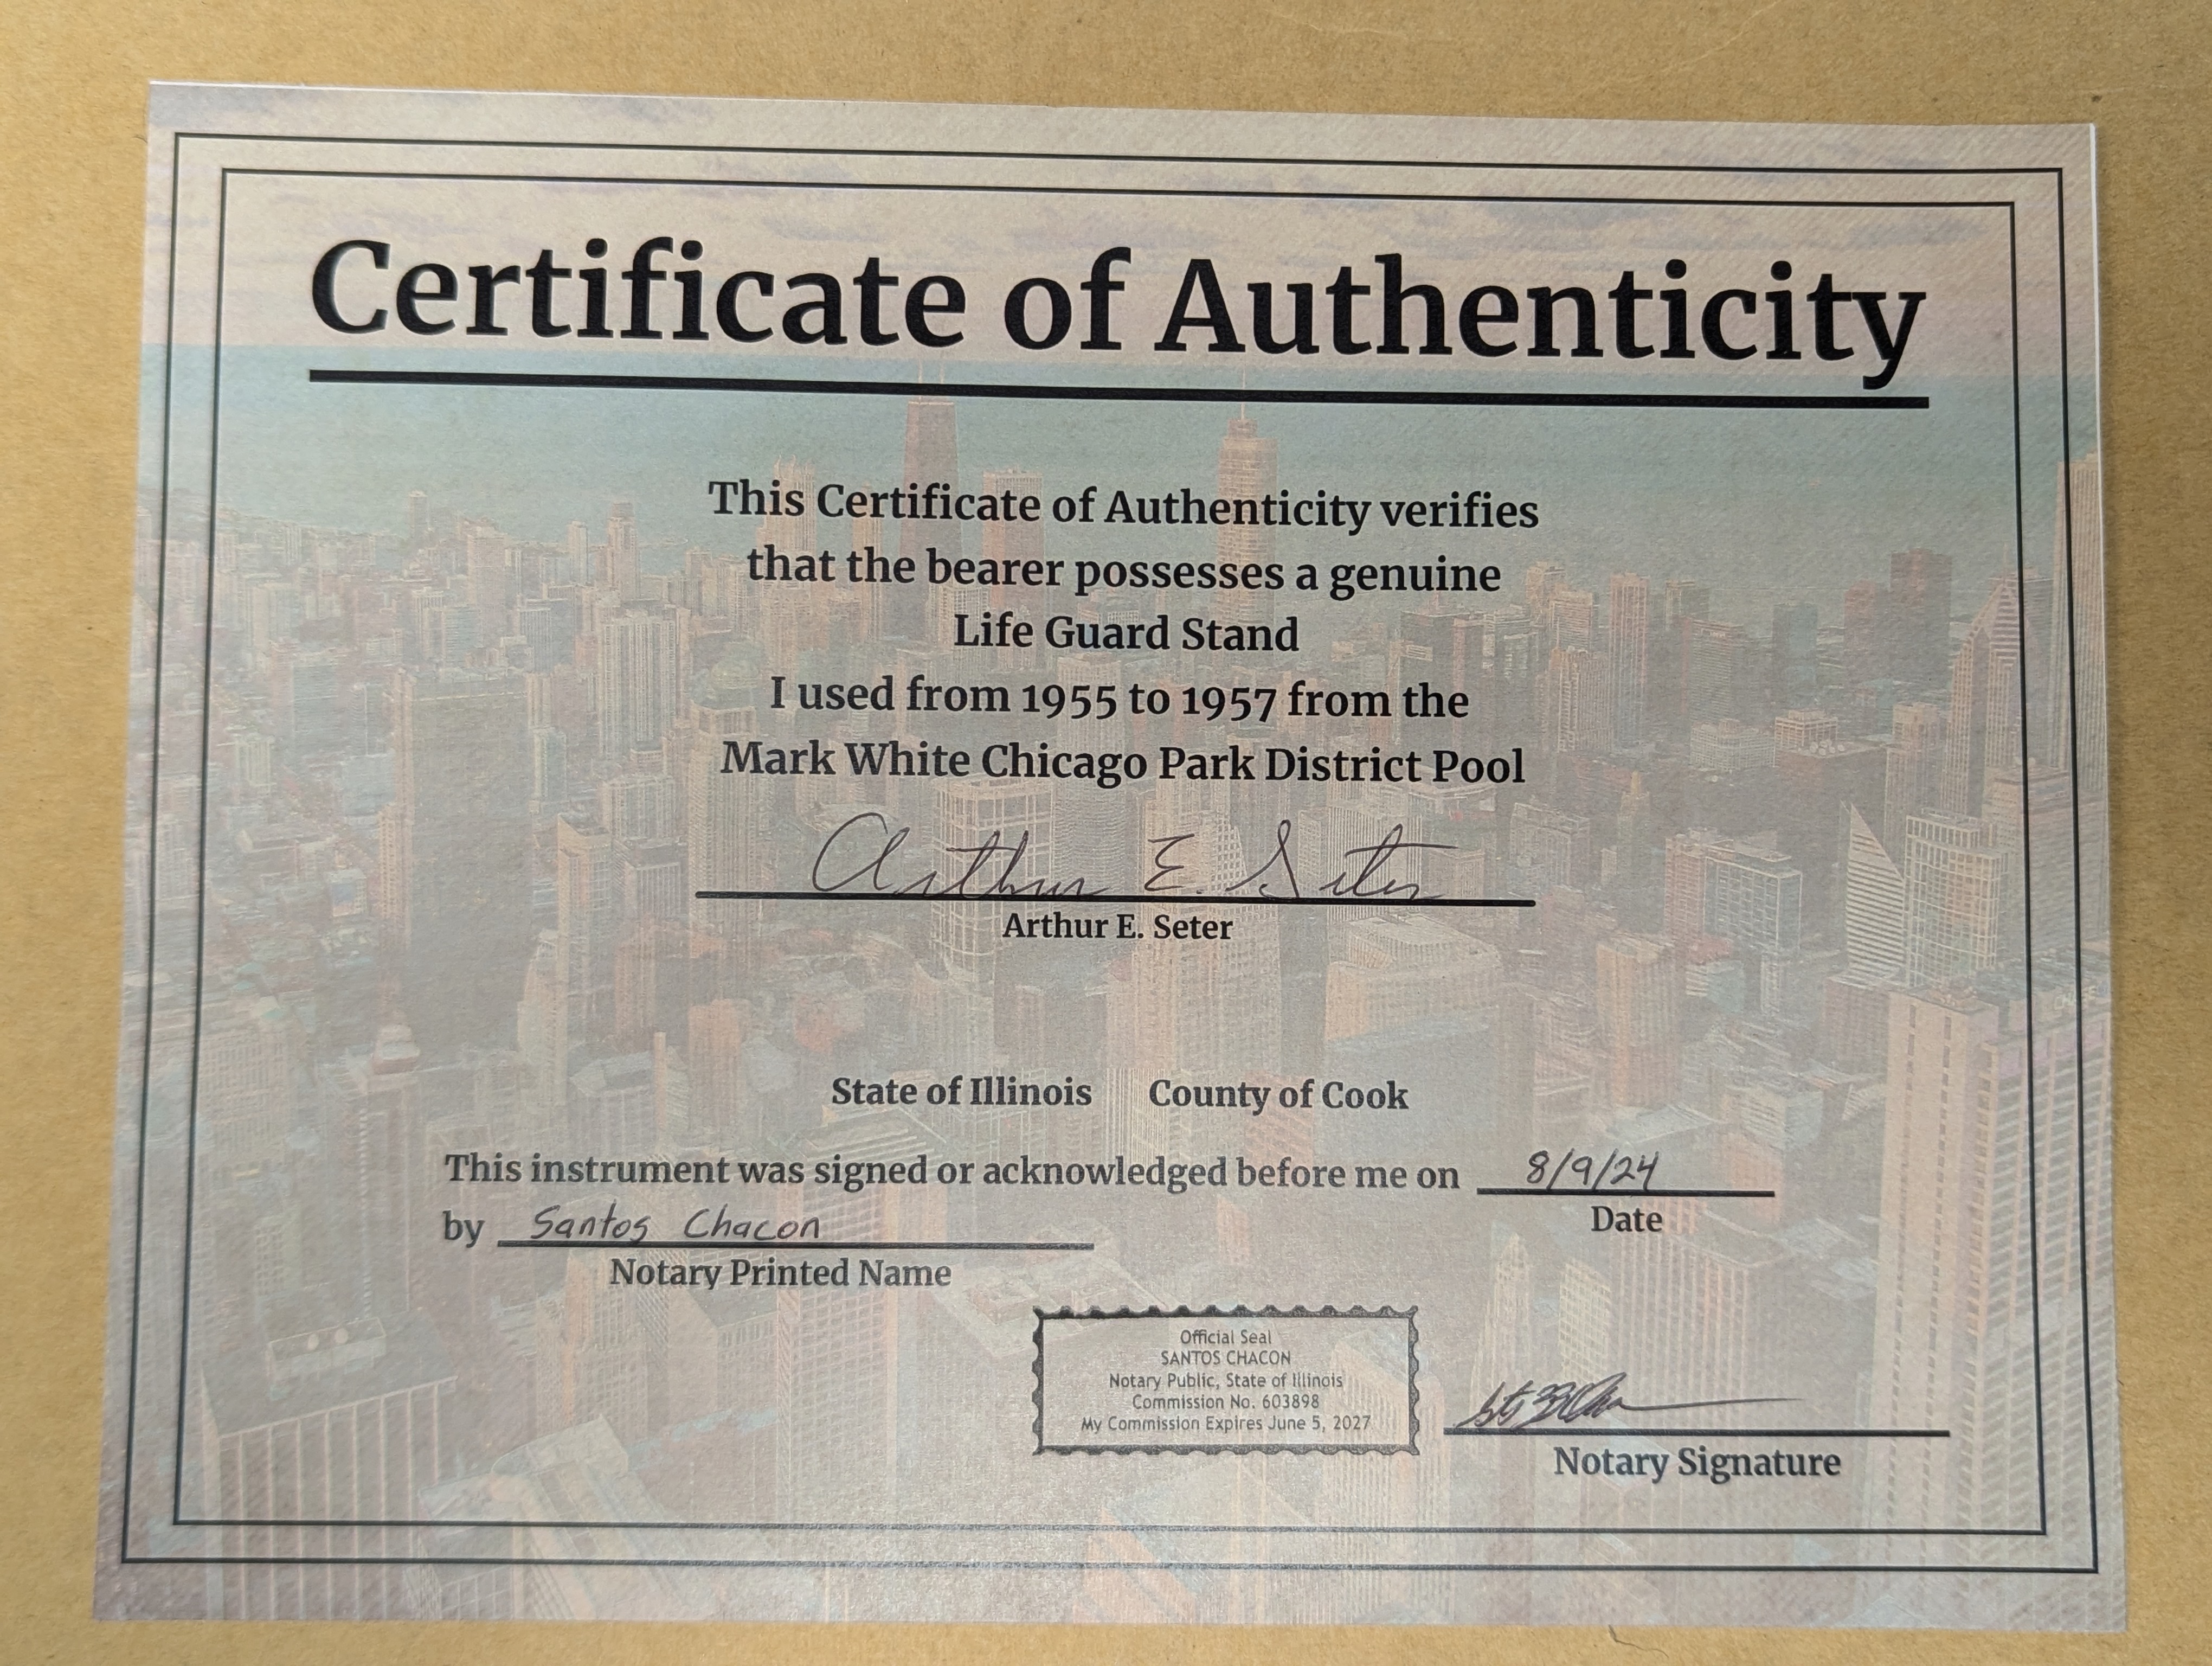 Certificate of Authenticity
This Certificate of Authenticity verifies
that the bearer possesses a genuine
Life Guard Stand
I used from 1955 to 1957 from the
Mark White Chicago Park District Pool
Arthur E. Seter
Arthur E. Seter
State of Illinois County of Cook
This instrument was signed or acknowledged before me on 8/9/24
Date
by Santos Chacon
Notary Printed Name
Official Seal
SANTOS CHACON
Notary Public, State of Illinois
Commission No. 603898
My Commission Expires June 5, 2027
Notary Signature